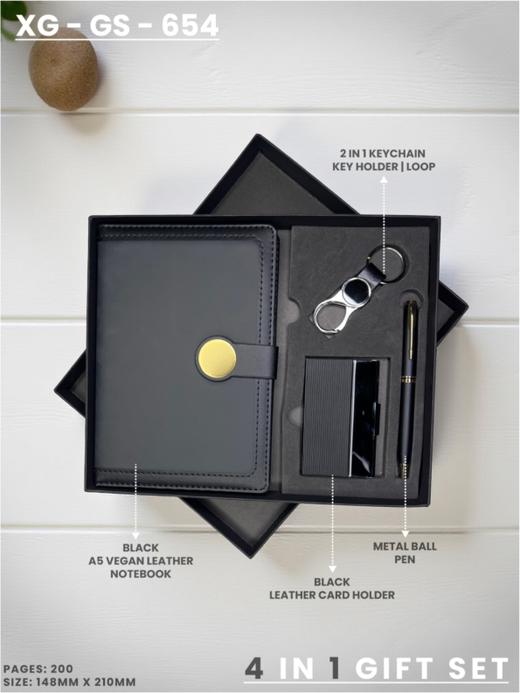 XG - GS - 654
2 IN 1 KEYCHAIN
KEY HOLDER | LOOP
BLACK
A5 VEGAN LEATHER
NOTEBOOK
METAL BALL
PEN
BLACK
LEATHER CARD HOLDER
PAGES: 200
SIZE: 148MM X 210MM
4 IN 1 GIFT SET